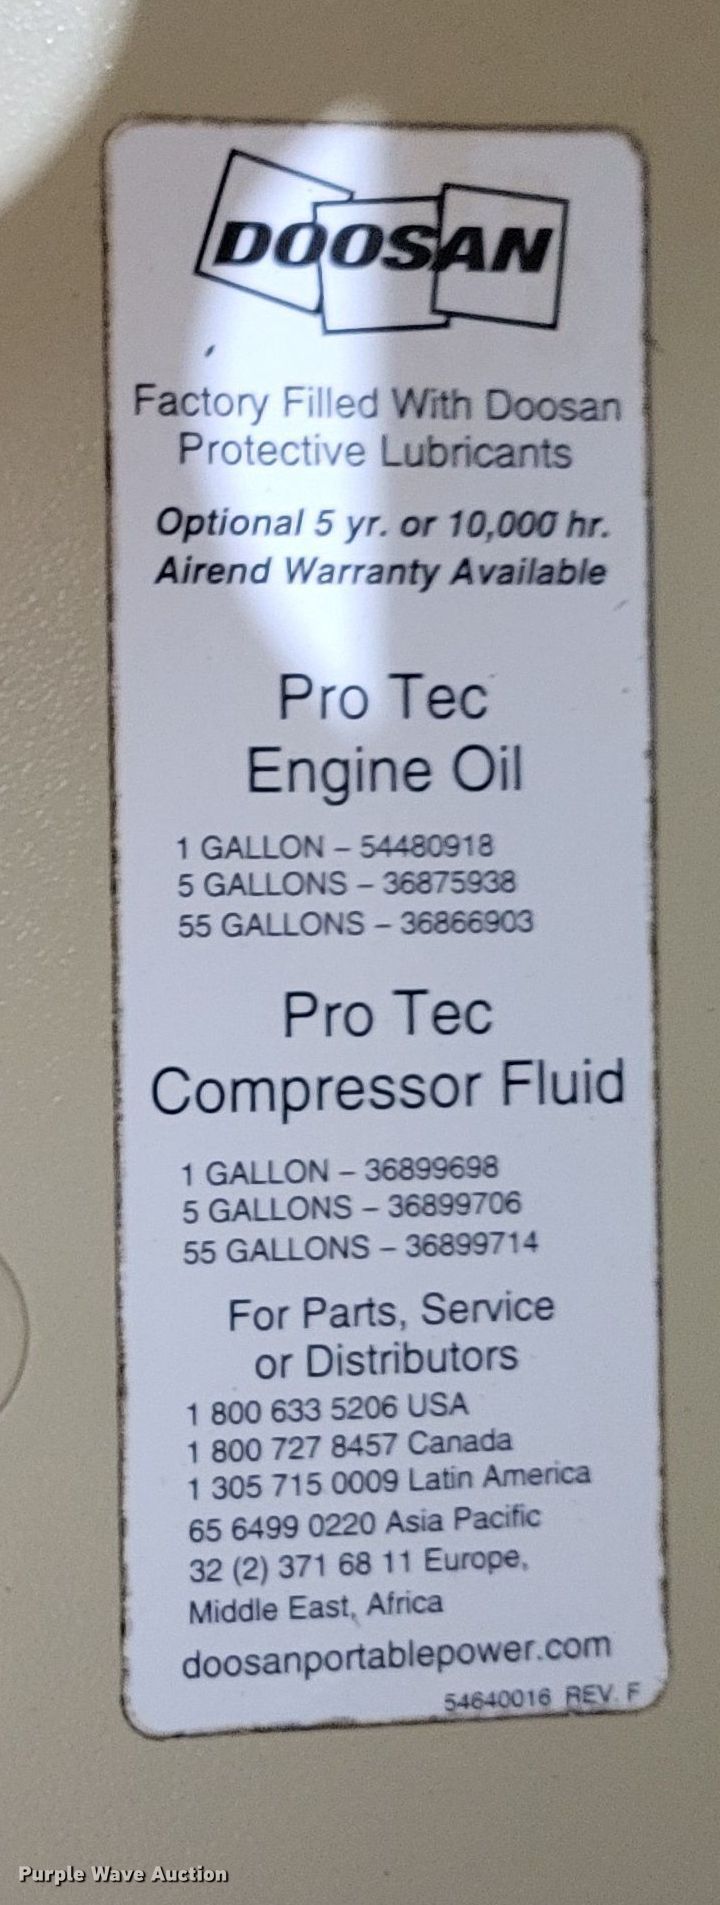 DOOSAN
Factory Filled With Doosan
Protective Lubricants
Optional 5 yr. or 10,000 hr.
Airend Warranty Available
Pro Tec
Engine Oil
1 GALLON – 54480918
5 GALLONS – 36875938
55 GALLONS – 36866903
Pro Tec
Compressor Fluid
1 GALLON – 36899698
5 GALLONS – 36899706
55 GALLONS – 36899714
For Parts, Service
or Distributors
1 800 633 5206 USA
1 800 727 8457 Canada
1 305 715 0009 Latin America
65 6499 0220 Asia Pacific
32 (2) 371 68 11 Europe,
Middle East, Africa
doosanportablepower.com
54640016 REV. F
Purple Wave Auction